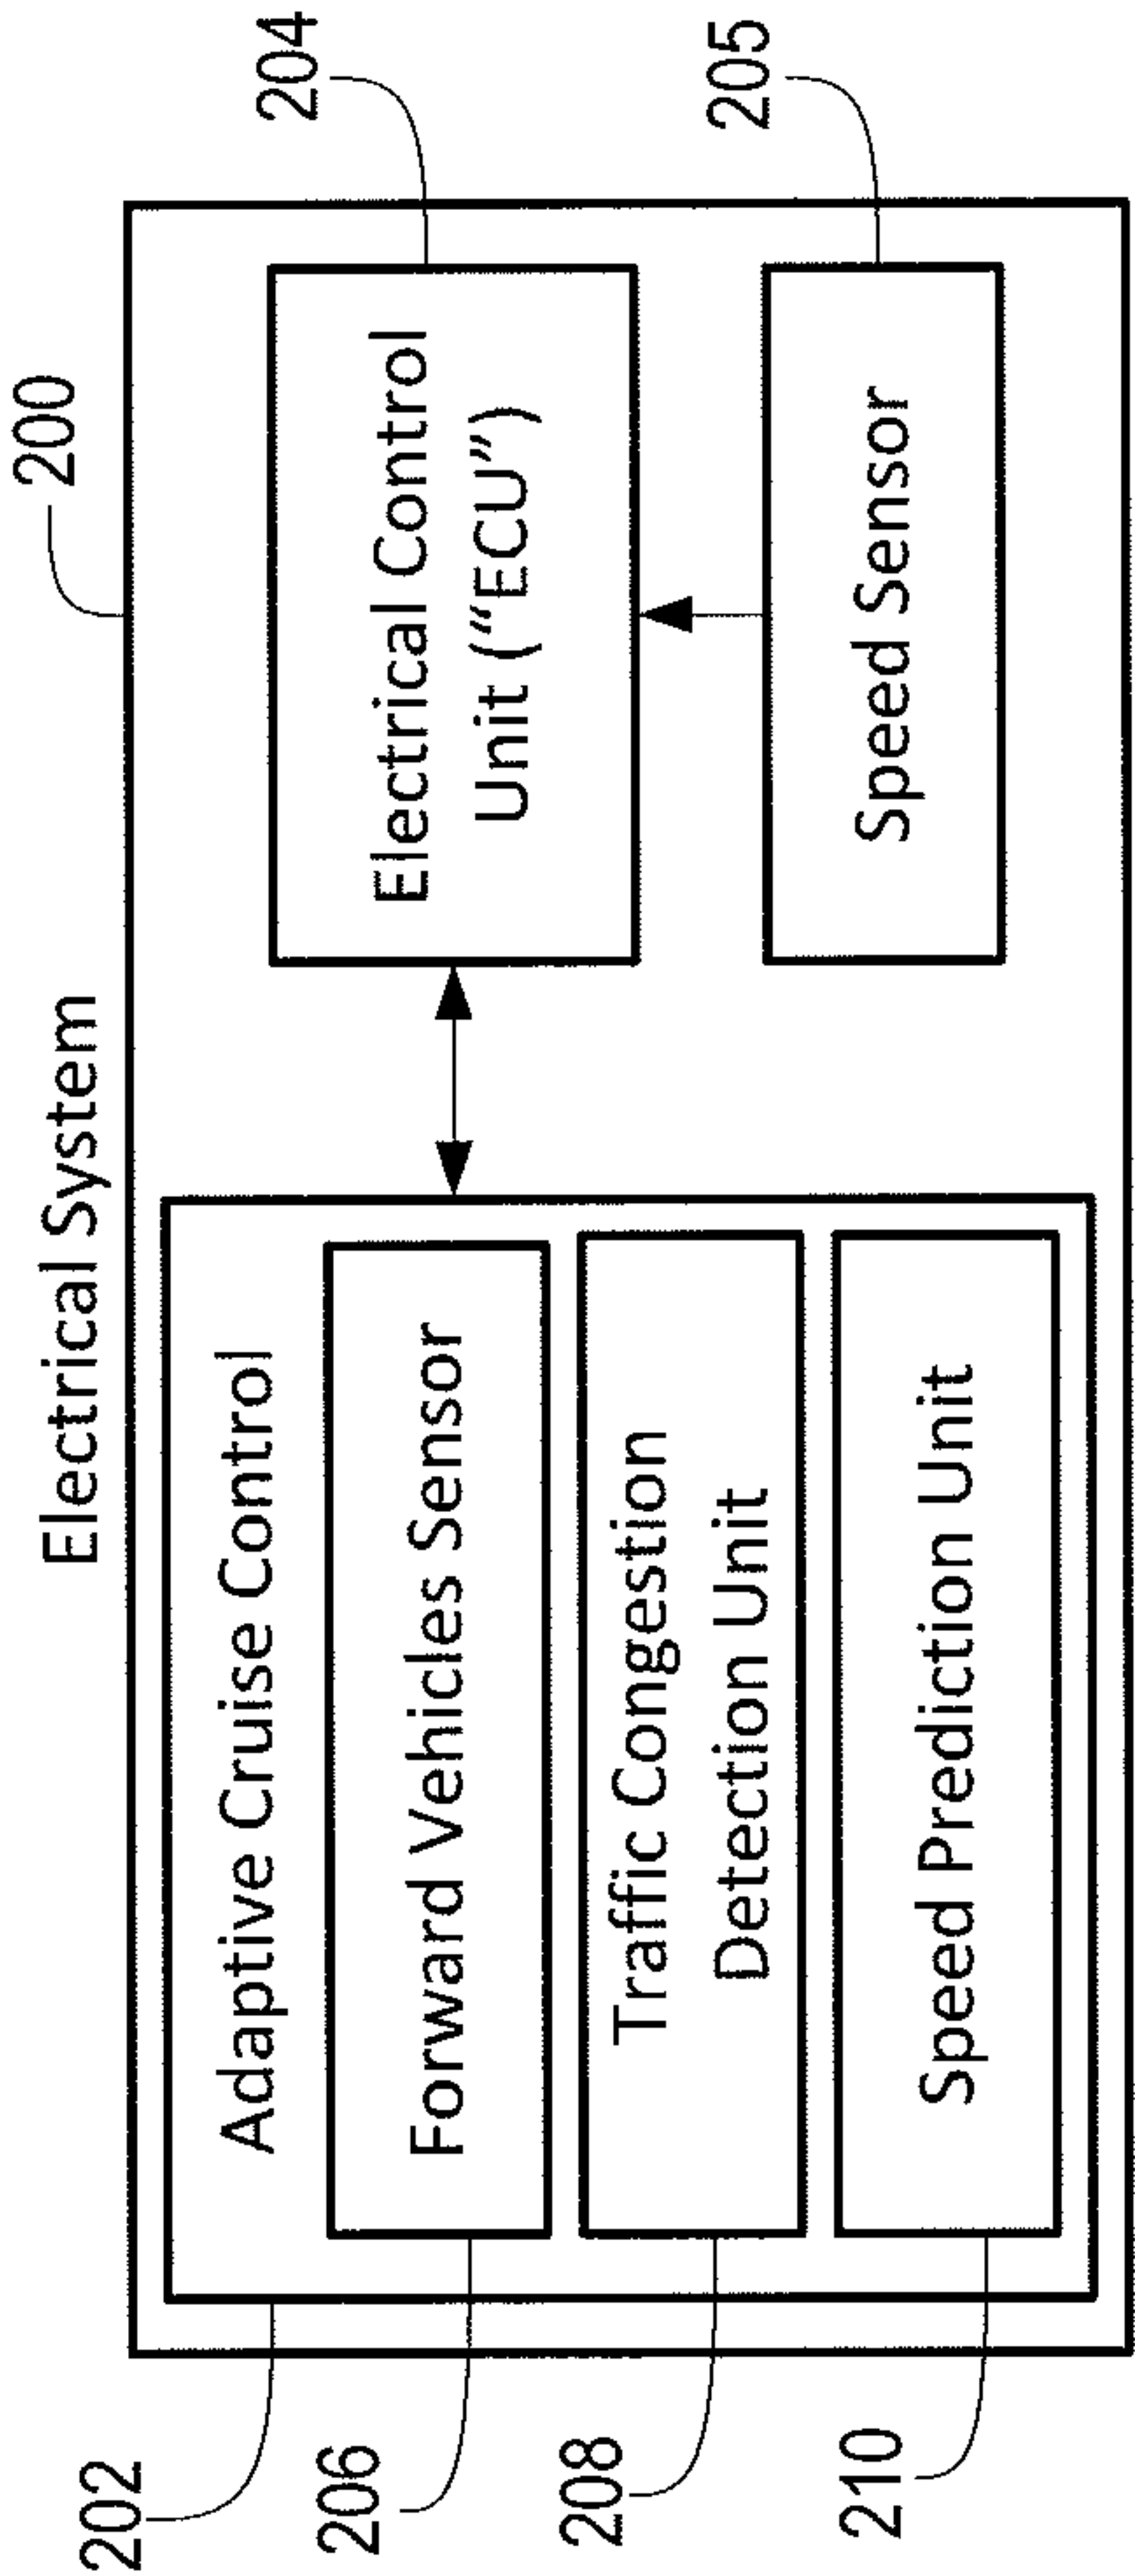 Electrical System
200
202
Adaptive Cruise Control
206
Forward Vehicles Sensor
208
Traffic Congestion
Detection Unit
210
Speed Prediction Unit
204
Electrical Control
Unit (“ECU”)
205
Speed Sensor